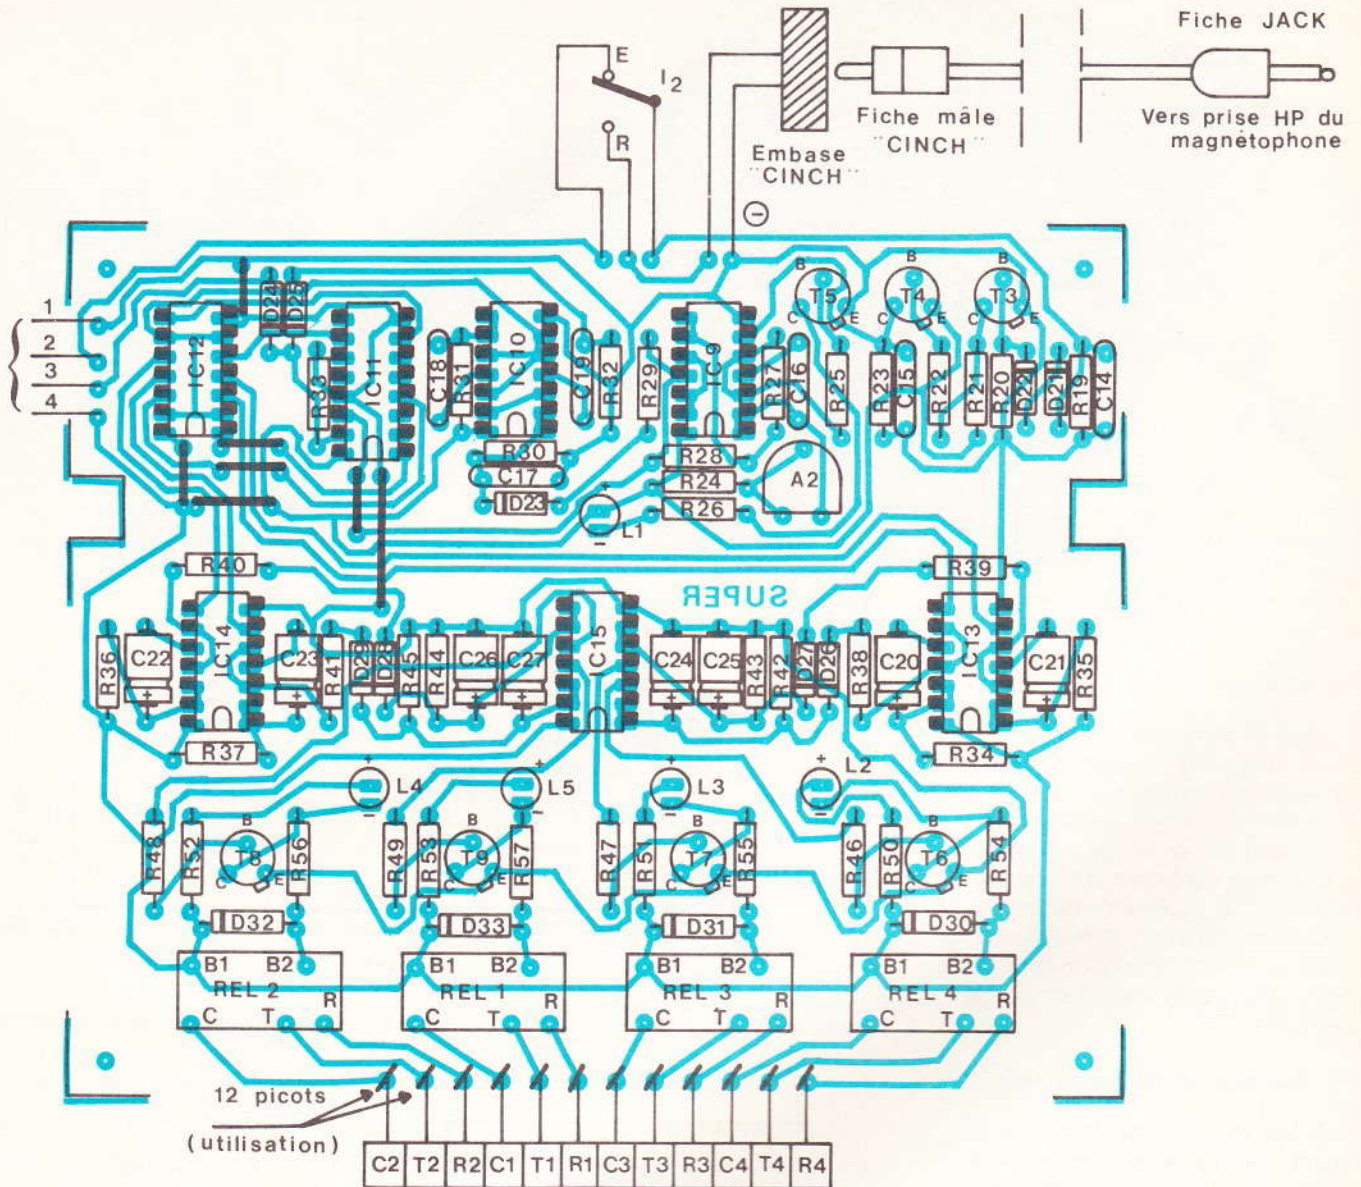 Fiche JACK
E
I2
R
Fiche mâle
"CINCH"
Vers prise HP du
magnétophone
Embase
"CINCH"
−
1
2
3
4
D24
D25
IC12
R33
IC11
C18
R31
IC10
C19
R32
R29
IC9
R27
C16
R25
B
T5
C
E
B
T4
C
E
B
T3
C
E
R23
C15
R22
R21
R20
D22
D21
R19
C14
R30
C17
D23
R28
R24
R26
A2
+
L1
−
R40
SUPER
R39
R36
C22
+
IC14
C23
+
R41
D29
D28
R45
R44
C26
+
C27
+
IC15
C24
+
C25
+
R43
R42
D27
D26
R38
C20
+
IC13
C21
+
R35
R37
R34
+
L4
−
+
L5
−
+
L3
−
+
L2
−
R48
R52
B
T8
C
E
R56
R49
R53
B
T9
C
E
R57
R47
R51
B
T7
C
E
R55
R46
R50
B
T6
C
E
R54
D32
D33
D31
D30
B1 B2
REL 2
R
C T
B1 B2
REL 1
R
C T
B1 B2
REL 3
R
C T
B1 B2
REL 4
R
C T
12 picots
(utilisation)
C2 T2 R2 C1 T1 R1 C3 T3 R3 C4 T4 R4